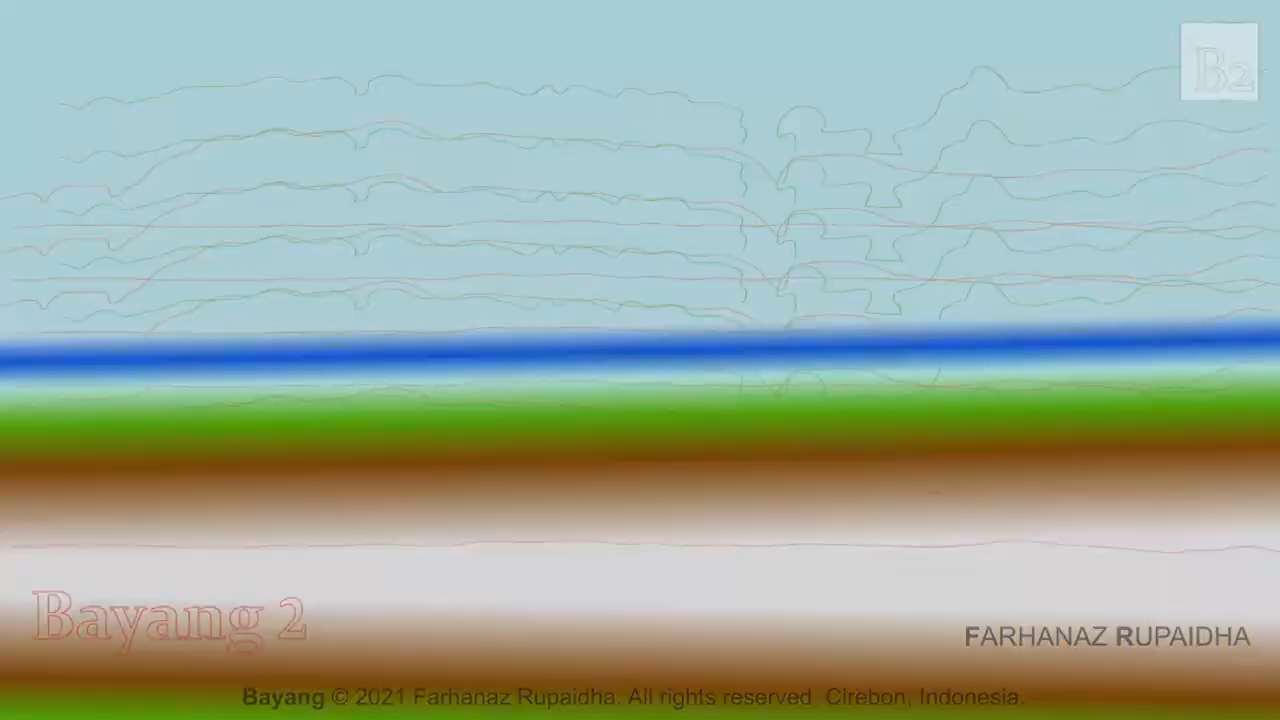 B2
Bayang 2
FARHANAZ RUPAIDHA
Bayang © 2021 Farhanaz Rupaidha. All rights reserved. Cirebon, Indonesia.